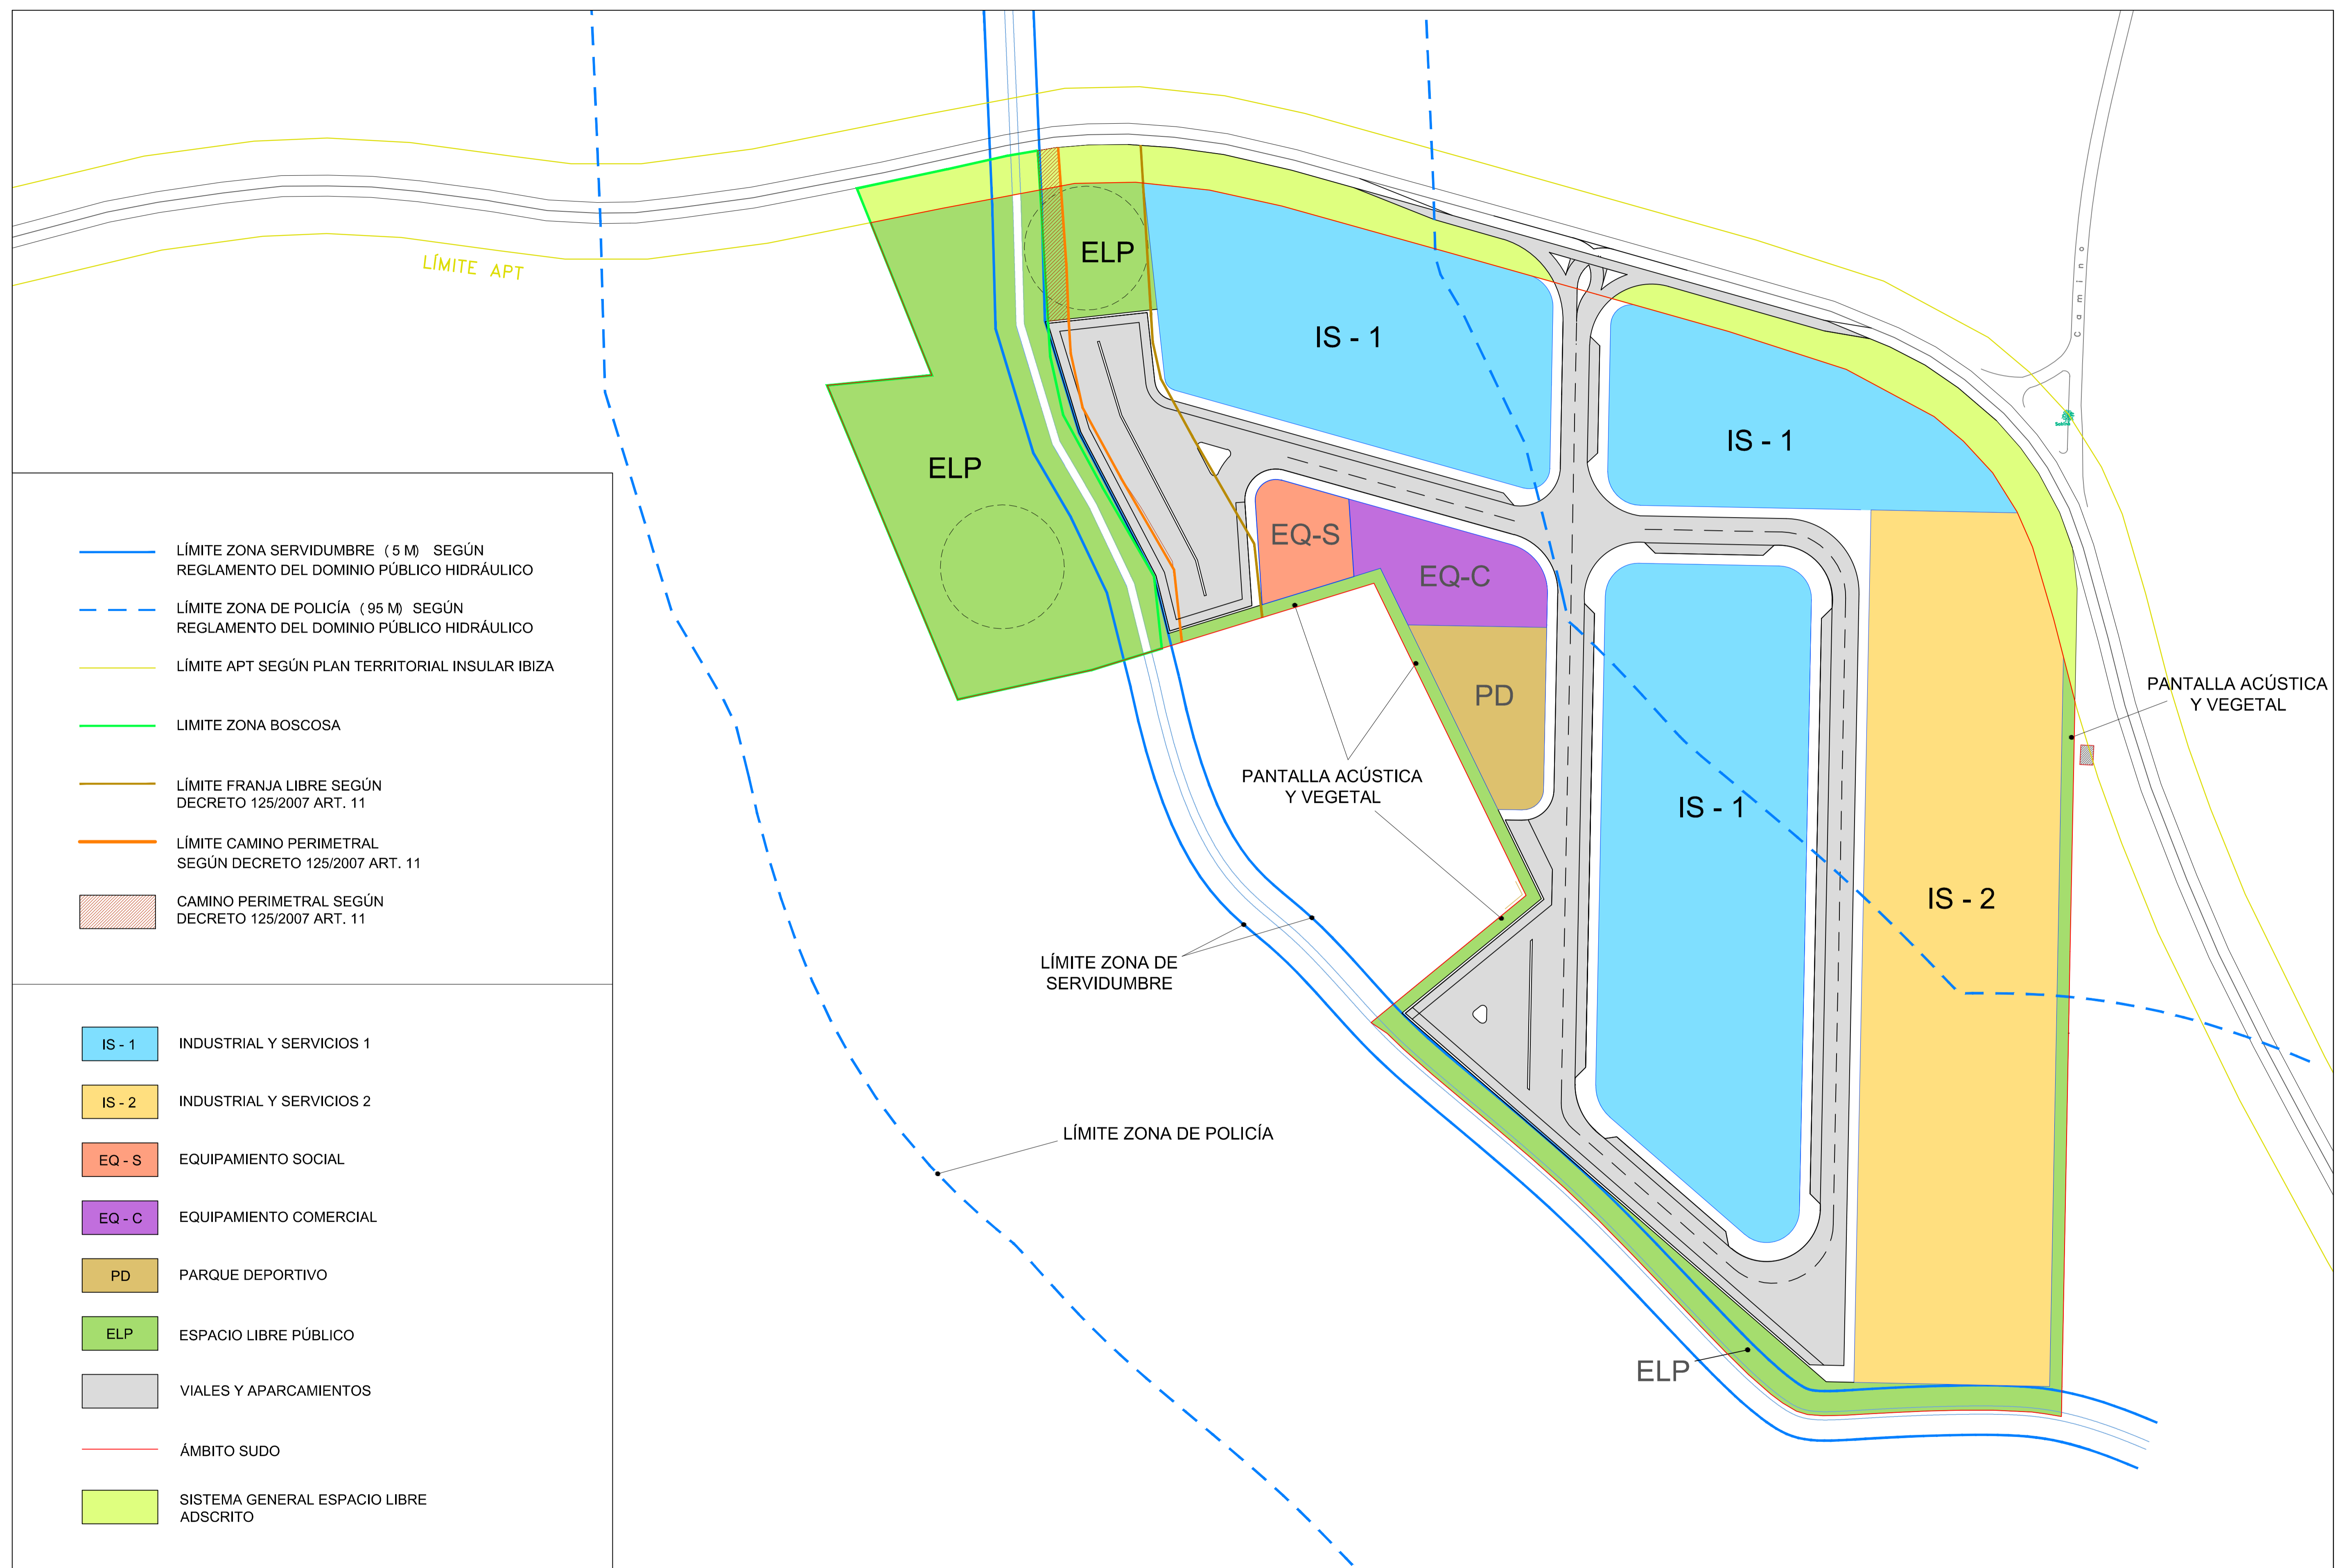 LÍMITE APT
Camino
ELP
IS - 1
IS - 1
ELP
EQ-S
EQ-C
PD
PANTALLA ACÚSTICA
Y VEGETAL
PANTALLA ACÚSTICA
Y VEGETAL
IS - 1
IS - 2
LÍMITE ZONA DE
SERVIDUMBRE
LÍMITE ZONA DE POLICÍA
ELP
LÍMITE ZONA SERVIDUMBRE (5 M) SEGÚN
REGLAMENTO DEL DOMINIO PÚBLICO HIDRÁULICO
LÍMITE ZONA DE POLICÍA (95 M) SEGÚN
REGLAMENTO DEL DOMINIO PÚBLICO HIDRÁULICO
LÍMITE APT SEGÚN PLAN TERRITORIAL INSULAR IBIZA
LIMITE ZONA BOSCOSA
LÍMITE FRANJA LIBRE SEGÚN
DECRETO 125/2007 ART. 11
LÍMITE CAMINO PERIMETRAL
SEGÚN DECRETO 125/2007 ART. 11
CAMINO PERIMETRAL SEGÚN
DECRETO 125/2007 ART. 11
IS - 1 INDUSTRIAL Y SERVICIOS 1
IS - 2 INDUSTRIAL Y SERVICIOS 2
EQ - S EQUIPAMIENTO SOCIAL
EQ - C EQUIPAMIENTO COMERCIAL
PD PARQUE DEPORTIVO
ELP ESPACIO LIBRE PÚBLICO
VIALES Y APARCAMIENTOS
ÁMBITO SUDO
SISTEMA GENERAL ESPACIO LIBRE
ADSCRITO